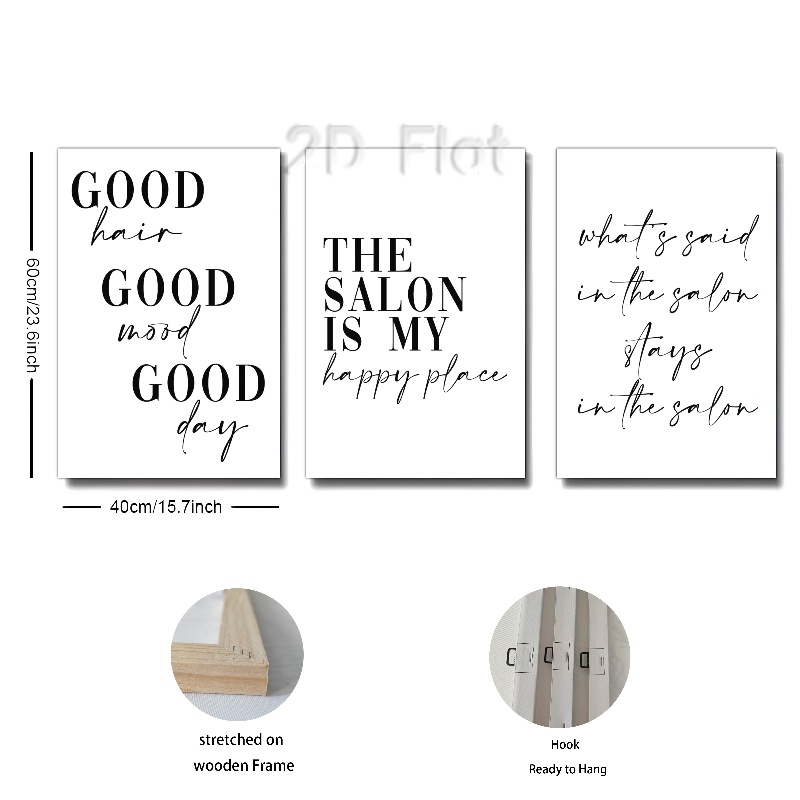 2D Flat
GOOD
hair
GOOD
mood
GOOD
day
THE
SALON
IS MY
happy place
what's said
in the salon
stays
in the salon
60cm/23.6inch
40cm/15.7inch
stretched on
wooden Frame
Hook
Ready to Hang